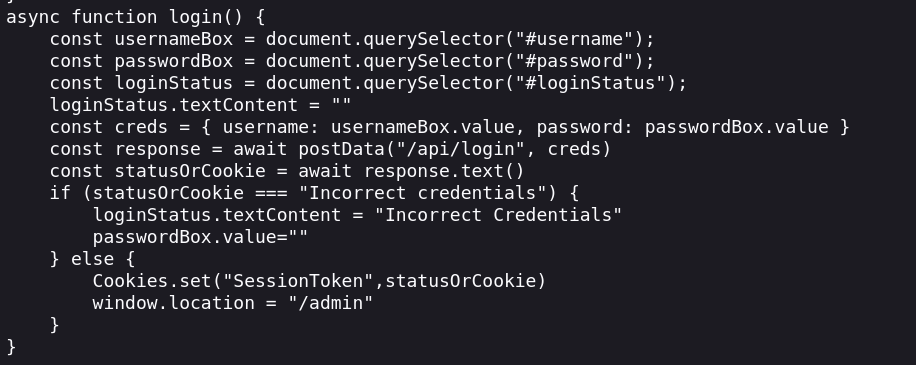 async function login() {
    const usernameBox = document.querySelector("#username");
    const passwordBox = document.querySelector("#password");
    const loginStatus = document.querySelector("#loginStatus");
    loginStatus.textContent = ""
    const creds = { username: usernameBox.value, password: passwordBox.value }
    const response = await postData("/api/login", creds)
    const statusOrCookie = await response.text()
    if (statusOrCookie === "Incorrect credentials") {
        loginStatus.textContent = "Incorrect Credentials"
        passwordBox.value=""
    } else {
        Cookies.set("SessionToken",statusOrCookie)
        window.location = "/admin"
    }
}